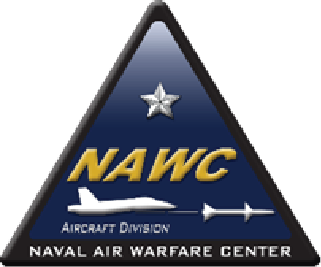 NAWC
AIRCRAFT DIVISION
NAVAL AIR WARFARE CENTER